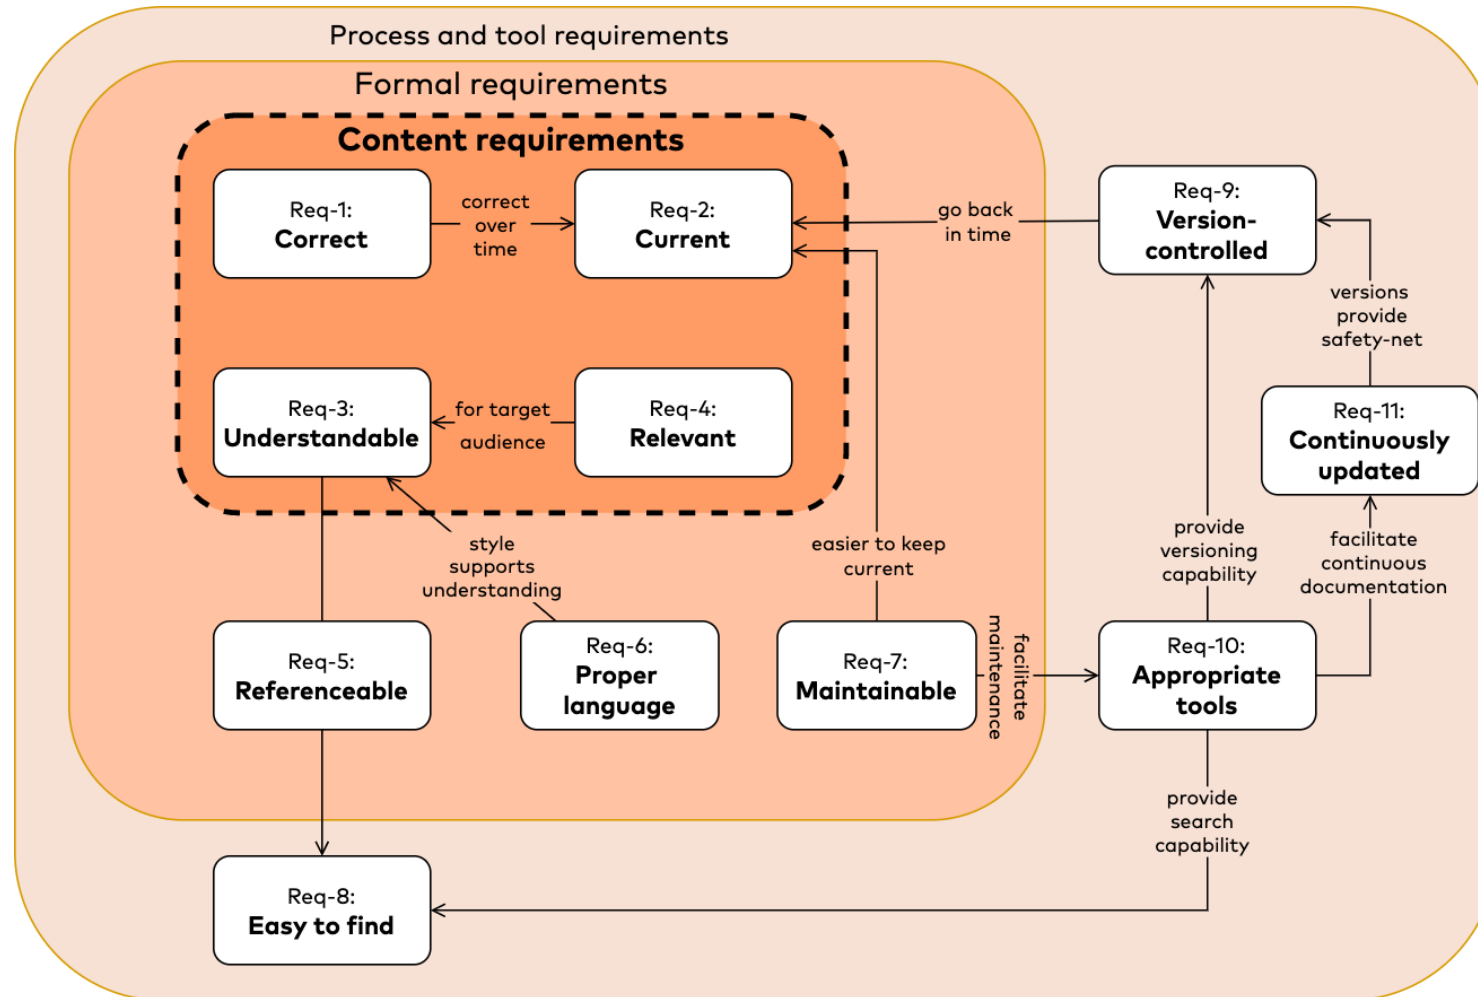 Process and tool requirements
Formal requirements
Content requirements
Req-1:
Correct
correct
over
time
Req-2:
Current
go back
in time
Req-9:
Version-
controlled
versions
provide
safety-net
Req-3:
Understandable
for target
audience
Req-4:
Relevant
Req-11:
Continuously
updated
style
supports
understanding
easier to keep
current
provide
versioning
capability
facilitate
continuous
documentation
Req-5:
Referenceable
Req-6:
Proper
language
Req-7:
Maintainable
facilitate
maintenance
Req-10:
Appropriate
tools
provide
search
capability
Req-8:
Easy to find